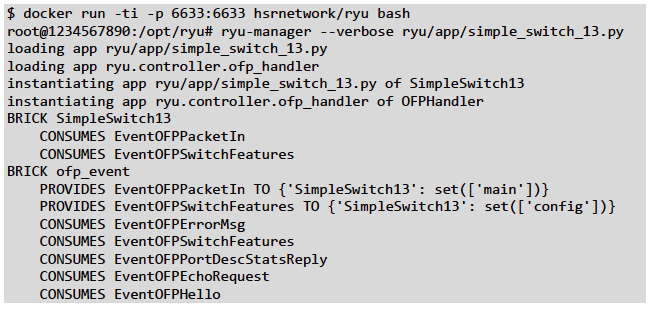 $ docker run -ti -p 6633:6633 hsrnetwork/ryu bash
root@1234567890:/opt/ryu# ryu-manager --verbose ryu/app/simple_switch_13.py
loading app ryu/app/simple_switch_13.py
loading app ryu.controller.ofp_handler
instantiating app ryu/app/simple_switch_13.py of SimpleSwitch13
instantiating app ryu.controller.ofp_handler of OFPHandler
BRICK SimpleSwitch13
    CONSUMES EventOFPPacketIn
    CONSUMES EventOFPSwitchFeatures
BRICK ofp_event
    PROVIDES EventOFPPacketIn TO {'SimpleSwitch13': set(['main'])}
    PROVIDES EventOFPSwitchFeatures TO {'SimpleSwitch13': set(['config'])}
    CONSUMES EventOFPErrorMsg
    CONSUMES EventOFPSwitchFeatures
    CONSUMES EventOFPPortDescStatsReply
    CONSUMES EventOFPEchoRequest
    CONSUMES EventOFPHello